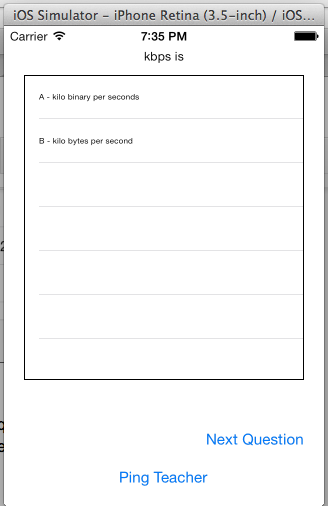 iOS Simulator – iPhone Retina (3.5-inch) / iOS...
Carrier 7:35 PM
kbps is
A - kilo binary per seconds
B - kilo bytes per second
Next Question
Ping Teacher